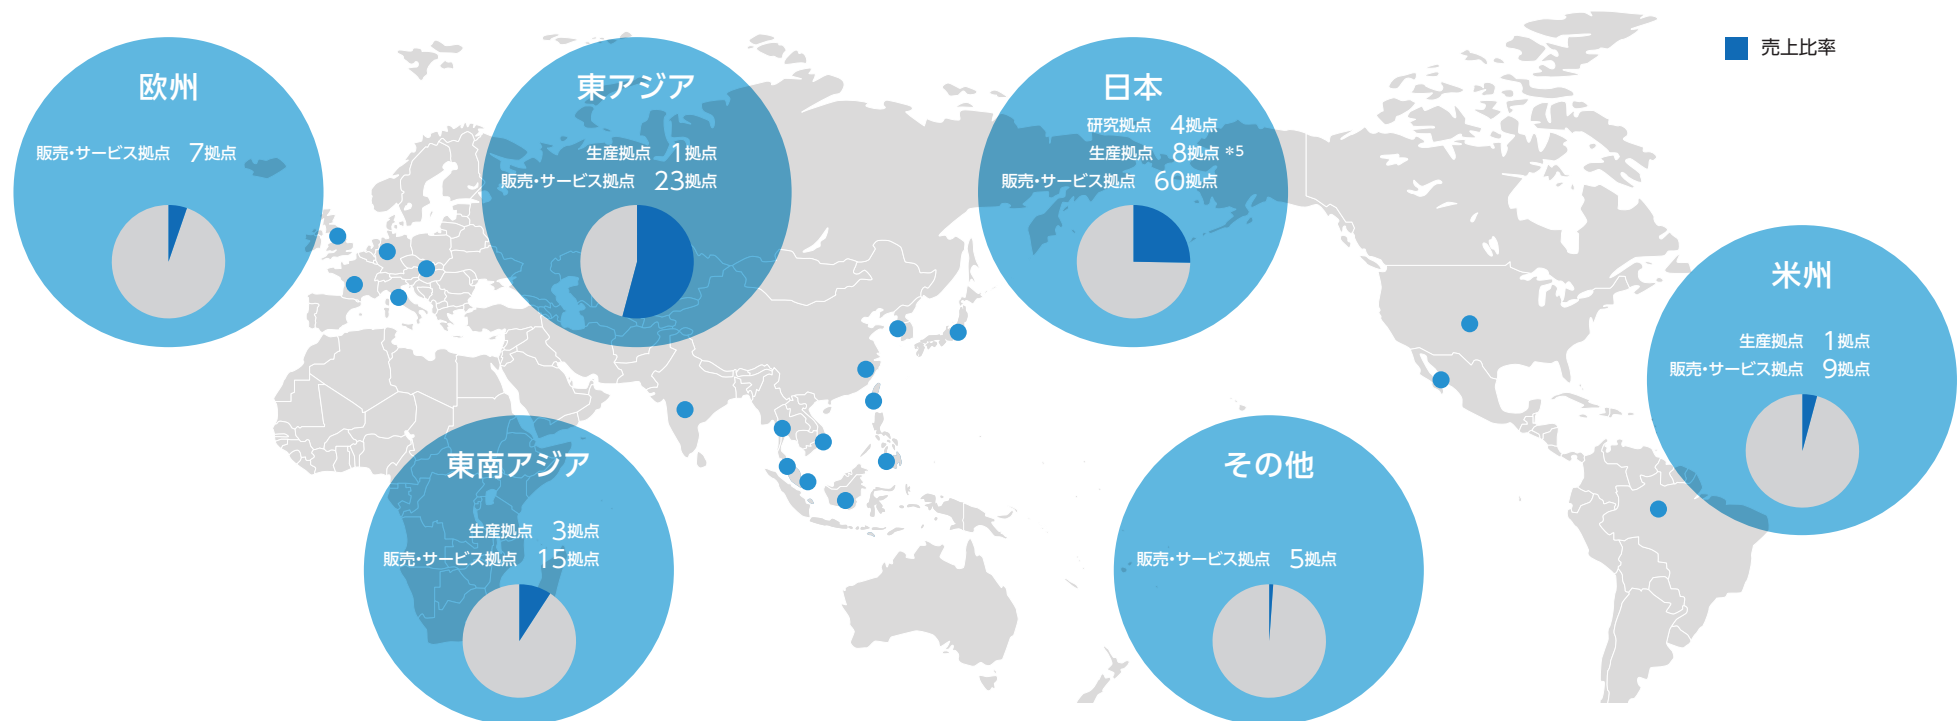 売上比率
欧州
販売・サービス拠点 7拠点
東アジア
生産拠点 1拠点
販売・サービス拠点 23拠点
日本
研究拠点 4拠点
生産拠点 8拠点 *5
販売・サービス拠点 60拠点
米州
生産拠点 1拠点
販売・サービス拠点 9拠点
東南アジア
生産拠点 3拠点
販売・サービス拠点 15拠点
その他
販売・サービス拠点 5拠点